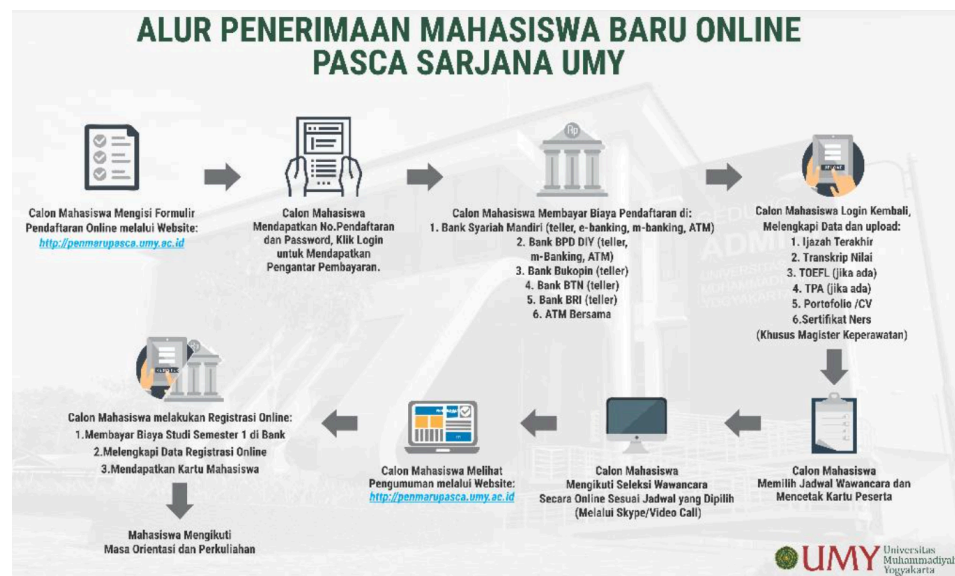 ALUR PENERIMAAN MAHASISWA BARU ONLINE
PASCA SARJANA UMY
Calon Mahasiswa Mengisi Formulir
Pendaftaran Online melalui Website:
http://penmarupasca.umy.ac.id
Calon Mahasiswa
Mendapatkan No.Pendaftaran
dan Password, Klik Login
untuk Mendapatkan
Pengantar Pembayaran.
Rp
Calon Mahasiswa Membayar Biaya Pendaftaran di:
1. Bank Syariah Mandiri (teller, e-banking, m-banking, ATM)
2. Bank BPD DIY (teller,
m-Banking, ATM)
3. Bank Bukopin (teller)
4. Bank BTN (teller)
5. Bank BRI (teller)
6. ATM Bersama
Calon Mahasiswa Login Kembali,
Melengkapi Data dan upload:
1. Ijazah Terakhir
2. Transkrip Nilai
3. TOEFL (jika ada)
4. TPA (jika ada)
5. Portofolio /CV
6.Sertifikat Ners
(Khusus Magister Keperawatan)
Calon Mahasiswa
Memilih Jadwal Wawancara dan
Mencetak Kartu Peserta
Calon Mahasiswa
Mengikuti Seleksi Wawancara
Secara Online Sesuai Jadwal yang Dipilih
(Melalui Skype/Video Call)
Calon Mahasiswa Melihat
Pengumuman melalui Website:
http://penmarupasca.umy.ac.id
Calon Mahasiswa melakukan Registrasi Online:
1.Membayar Biaya Studi Semester 1 di Bank
2.Melengkapi Data Registrasi Online
3.Mendapatkan Kartu Mahasiswa
Mahasiswa Mengikuti
Masa Orientasi dan Perkuliahan
UMY
Universitas
Muhammadiyah
Yogyakarta